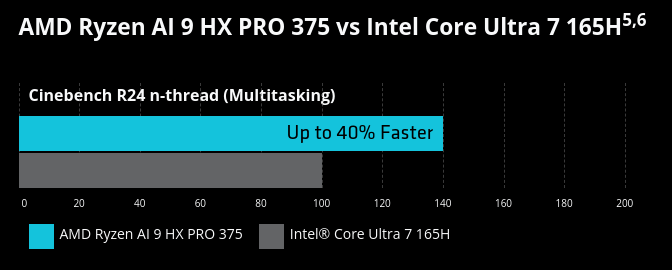 AMD Ryzen AI 9 HX PRO 375 vs Intel Core Ultra 7 165H5,6
Cinebench R24 n-thread (Multitasking)
Up to 40% Faster
0 20 40 60 80 100 120 140 160 180 200
AMD Ryzen AI 9 HX PRO 375 Intel® Core Ultra 7 165H